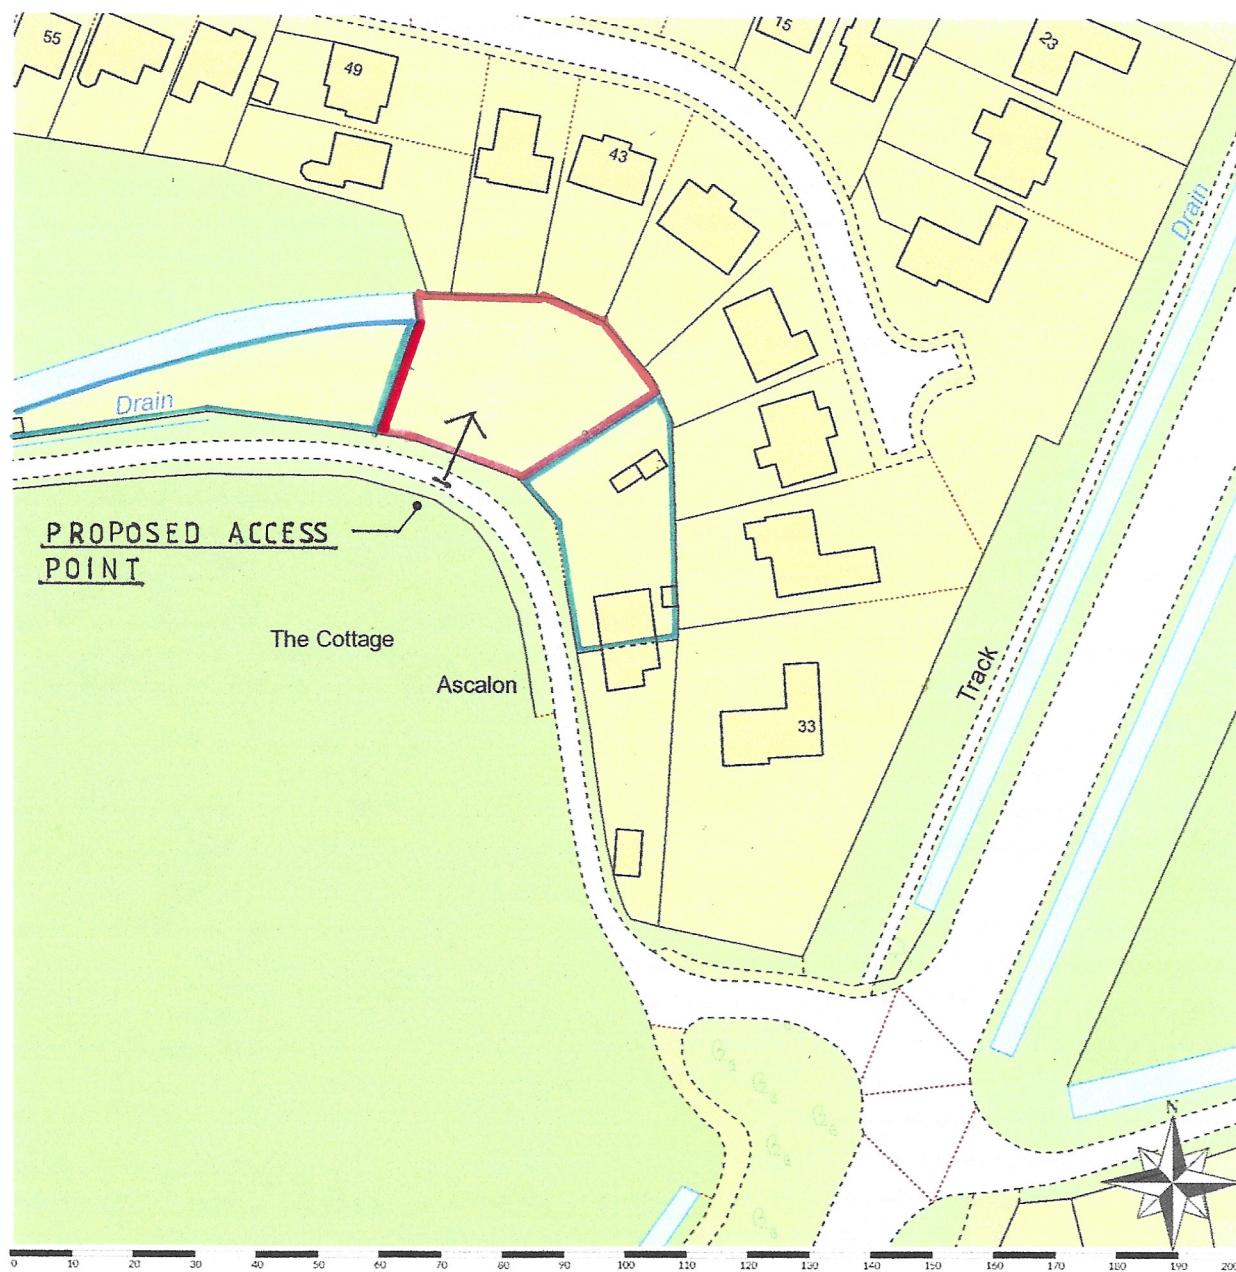 55
49
43
15
23
Drain
Drain
PROPOSED ACCESS
POINT
The Cottage
Ascalon
Track
33
N
0 10 20 30 40 50 60 70 80 90 100 110 120 130 140 150 160 170 180 190 200